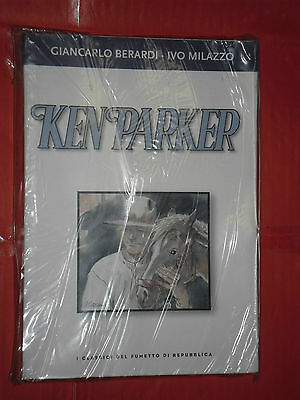 GIANCARLO BERARDI - IVO MILAZZO
KEN PARKER
I CLASSICI DEL FUMETTO DI REPUBBLICA